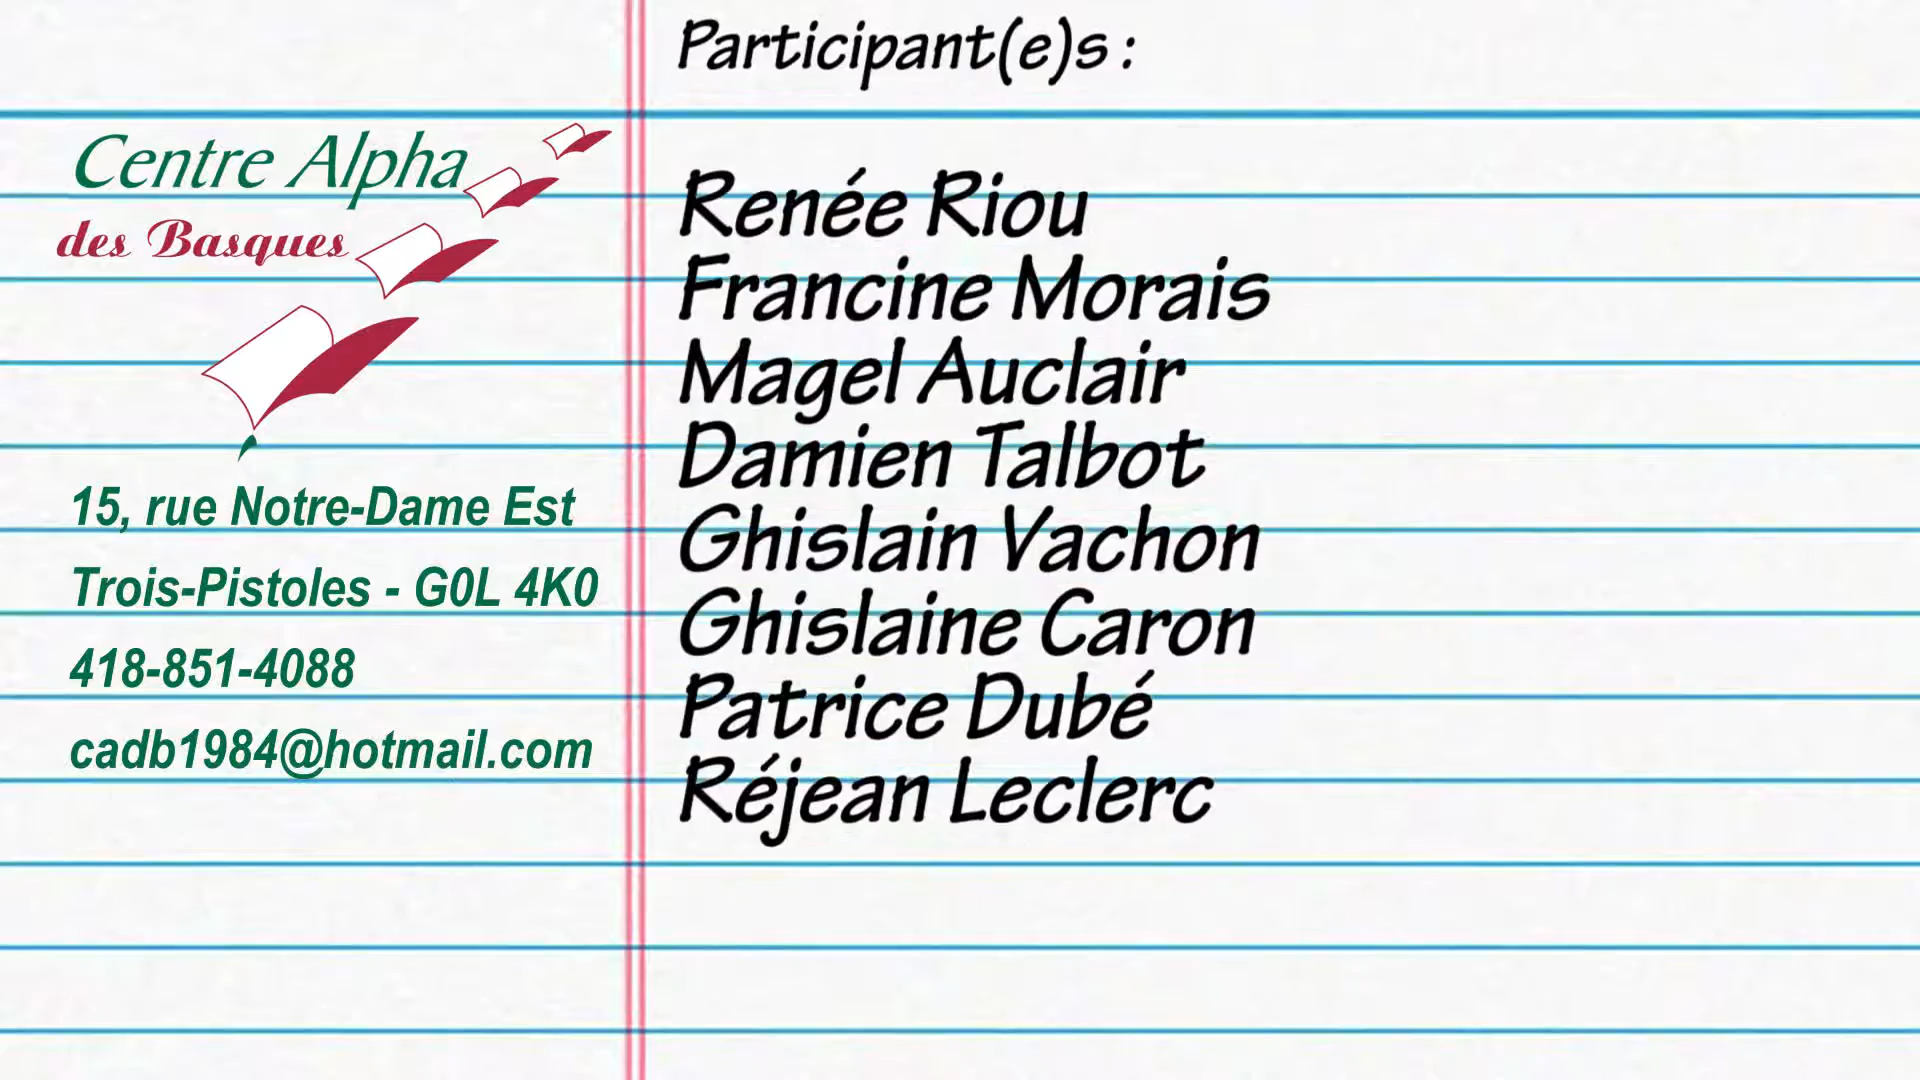 Participant(e)s :
Centre Alpha
des Basques
15, rue Notre-Dame Est
Trois-Pistoles - G0L 4K0
418-851-4088
cadb1984@hotmail.com
Renée Riou
Francine Morais
Magel Auclair
Damien Talbot
Ghislain Vachon
Ghislaine Caron
Patrice Dubé
Réjean Leclerc